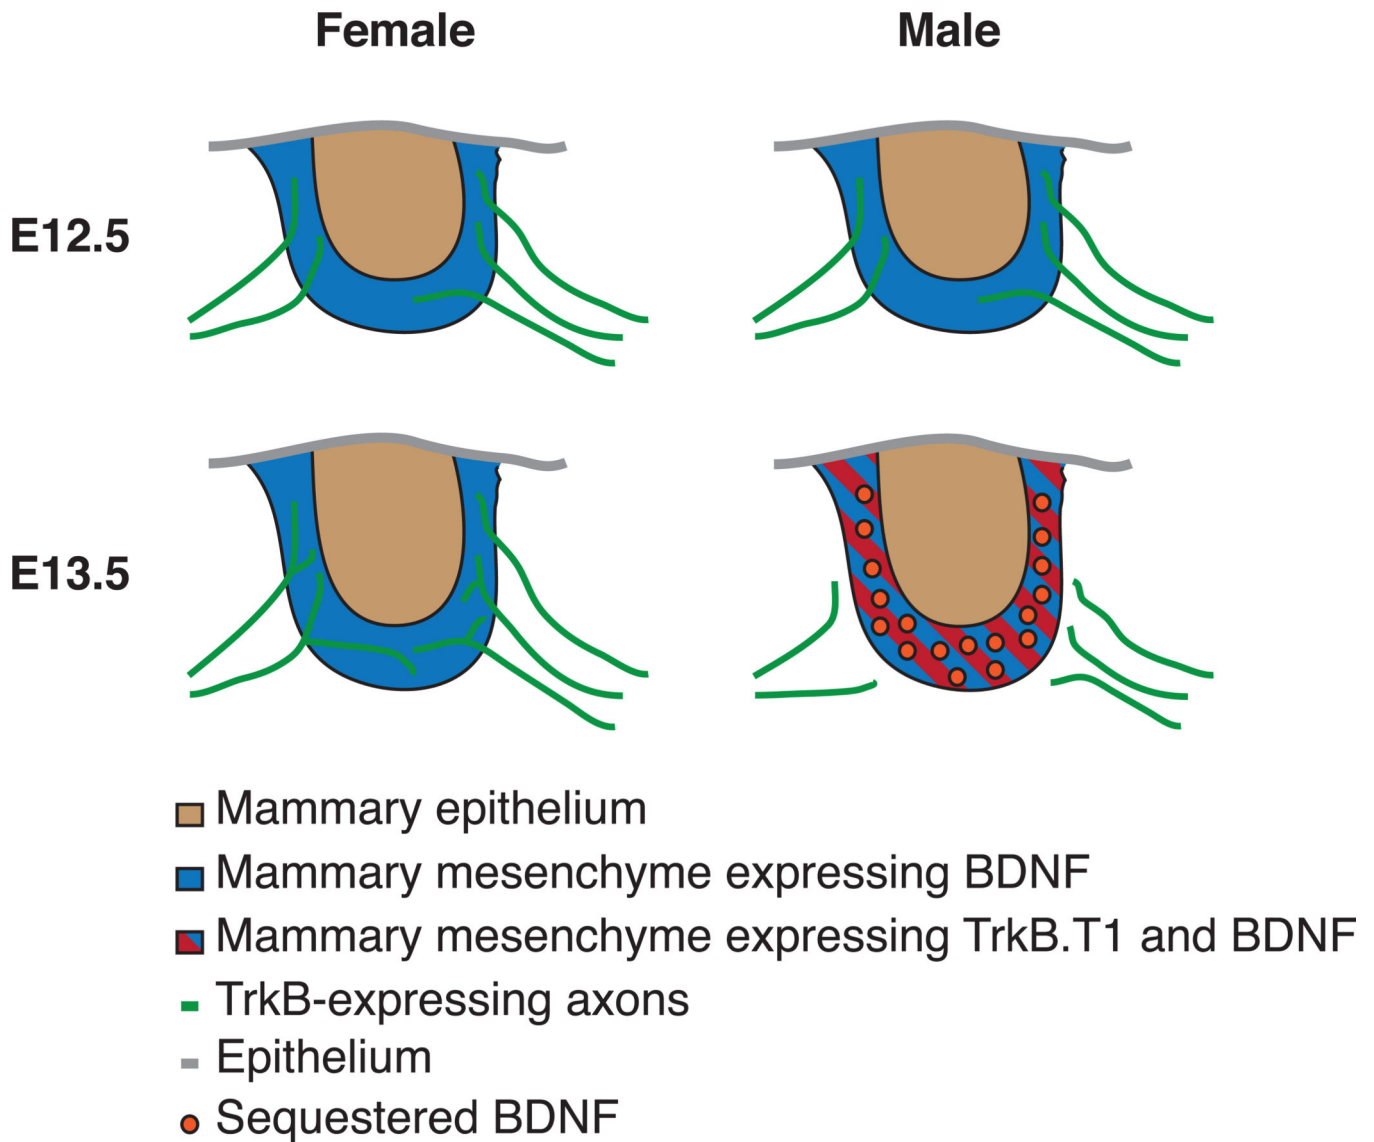 Female
Male
E12.5
E13.5
Mammary epithelium
Mammary mesenchyme expressing BDNF
Mammary mesenchyme expressing TrkB.T1 and BDNF
TrkB-expressing axons
Epithelium
Sequestered BDNF